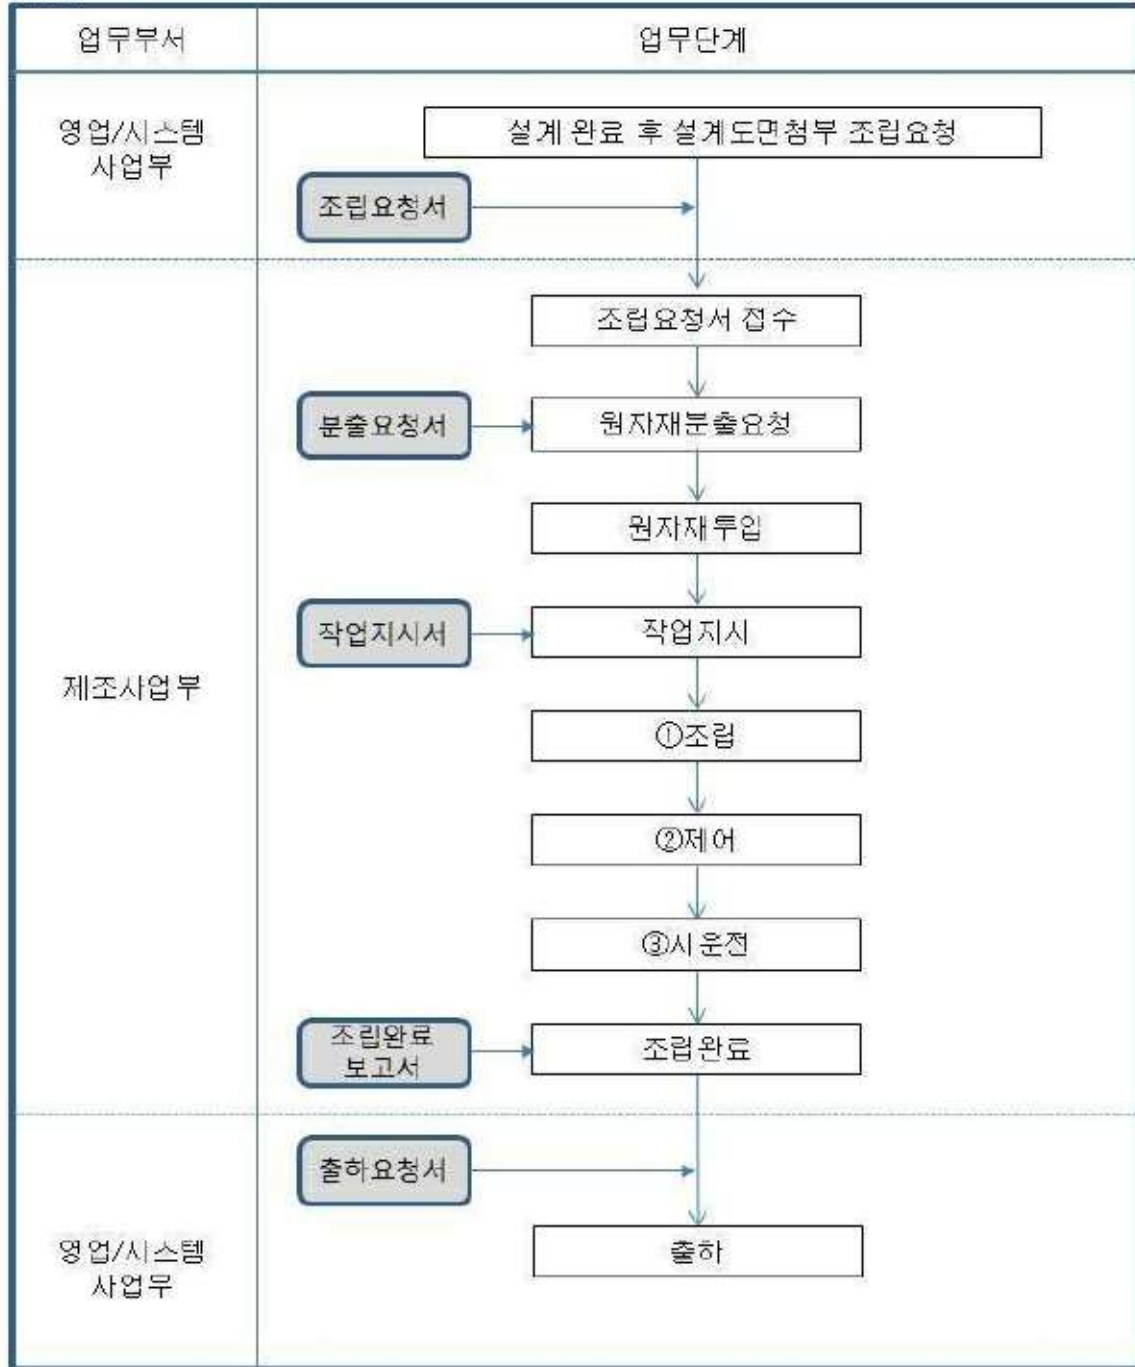 업무부서
업무단계
영업/시스템
사업부
설계 완료 후 설계도면첨부 조립요청
조립요청서
제조사업부
조립요청서 접수
분출요청서
원자재분출요청
원자재투입
작업지시서
작업지시
①조립
②제어
③시운전
조립완료
보고서
조립완료
영업/시스템
사업무
출하요청서
출하